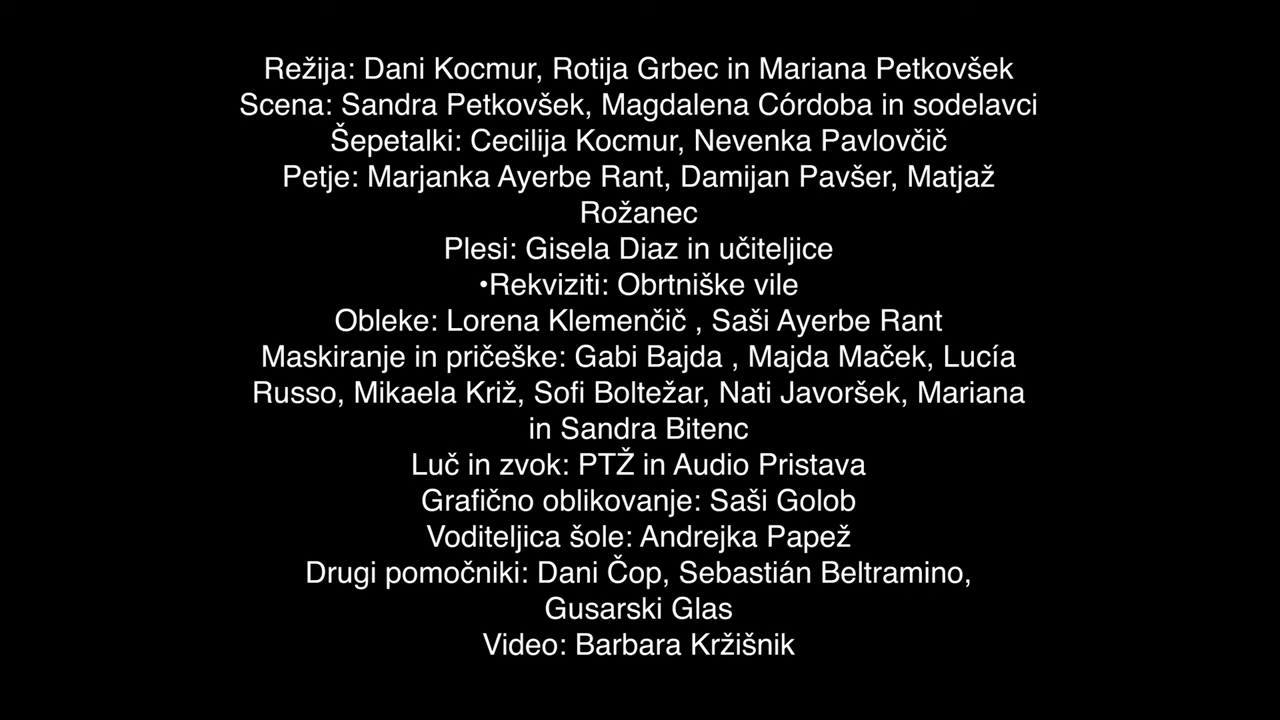 Režija: Dani Kocmur, Rotija Grbec in Mariana Petkovšek
Scena: Sandra Petkovšek, Magdalena Córdoba in sodelavci
Šepetalki: Cecilija Kocmur, Nevenka Pavlovčič
Petje: Marjanka Ayerbe Rant, Damijan Pavšer, Matjaž
Rožanec
Plesi: Gisela Diaz in učiteljice
•Rekviziti: Obrtniške vile
Obleke: Lorena Klemenčič , Saši Ayerbe Rant
Maskiranje in pričeške: Gabi Bajda , Majda Maček, Lucía
Russo, Mikaela Križ, Sofi Boltežar, Nati Javoršek, Mariana
in Sandra Bitenc
Luč in zvok: PTŽ in Audio Pristava
Grafično oblikovanje: Saši Golob
Voditeljica šole: Andrejka Papež
Drugi pomočniki: Dani Čop, Sebastián Beltramino,
Gusarski Glas
Video: Barbara Kržišnik